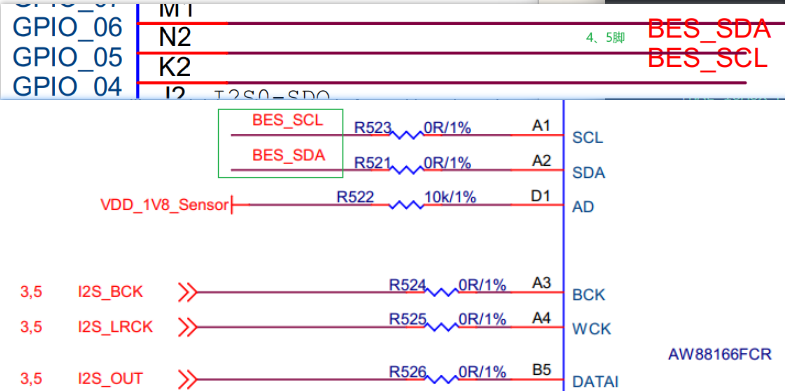 M1
GPIO_06 N2 4、5脚 BES_SDA
GPIO_05 K2 BES_SCL
GPIO_04 J2 I2S0-SDO
BES_SCL R523 0R/1% A1 SCL
BES_SDA R521 0R/1% A2 SDA
VDD_1V8_Sensor R522 10k/1% D1 AD
3,5 I2S_BCK R524 0R/1% A3 BCK
3,5 I2S_LRCK R525 0R/1% A4 WCK
AW88166FCR
3,5 I2S_OUT R526 0R/1% B5 DATAI